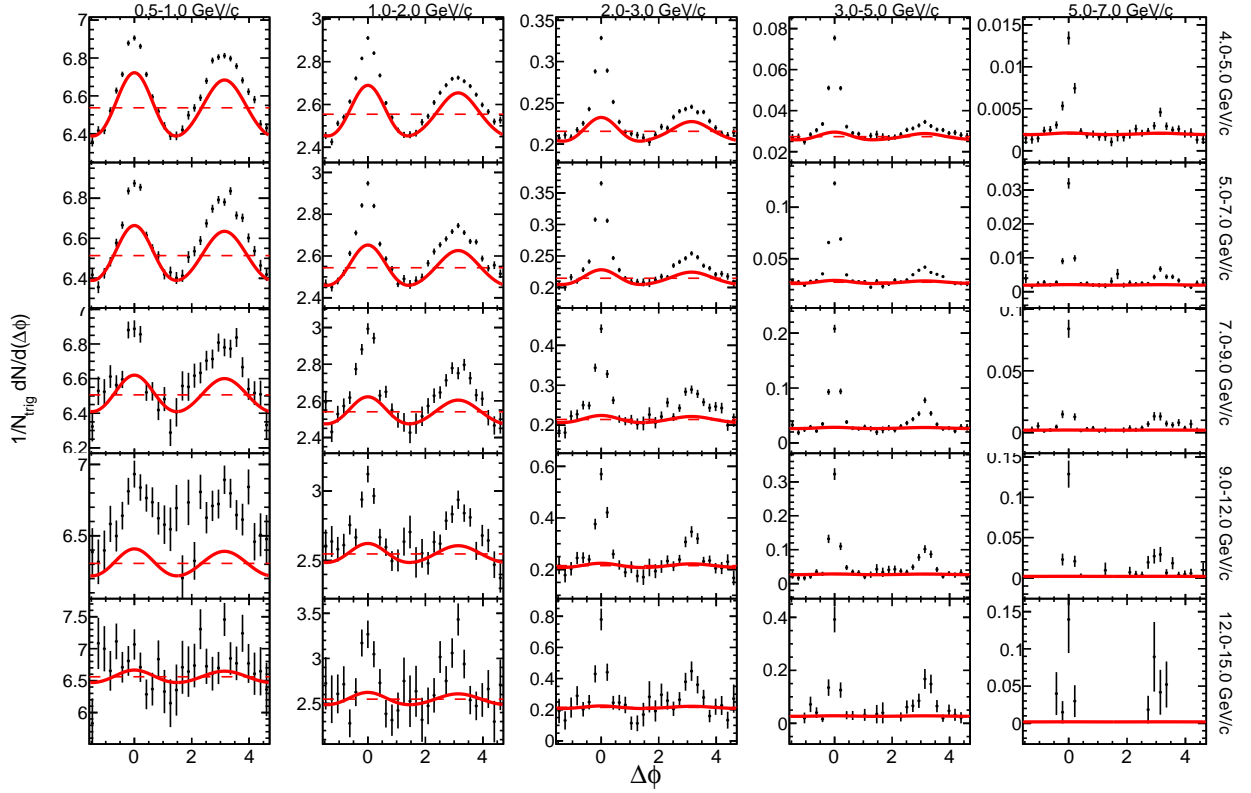 0.5-1.0 GeV/c 1.0-2.0 GeV/c 2.0-3.0 GeV/c 3.0-5.0 GeV/c 5.0-7.0 GeV/c
7 3 0.35 0.08 0.015
6.8 2.8 0.3 0.06 0.01
6.6 2.6 0.25 0.04 0.005
6.4 2.4 0.2 0.02 0
4.0-5.0 GeV/c
7 3 0.35 0.1 0.03
6.8 2.8 0.3 0.05 0.02
6.6 2.6 0.25 0.01
6.4 2.4 0.2 0
5.0-7.0 GeV/c
7 3 0.4 0.2 0.1
6.8 2.8 0.3 0.1 0.05
6.6 2.6 0.2 0 0
6.4 2.4
6.2
7.0-9.0 GeV/c
7 3 0.6 0.3 0.15
6.5 2.5 0.4 0.2 0.1
0.2 0.1 0.05
0 0 0
9.0-12.0 GeV/c
7.5 3.5 0.8 0.4 0.15
7 3 0.6 0.2 0.1
6.5 2.5 0.4 0 0.05
6 0.2 0
0
12.0-15.0 GeV/c
0 2 4 0 2 4 0 2 4 0 2 4 0 2 4
1/N_trig dN/d(Δϕ)
Δϕ